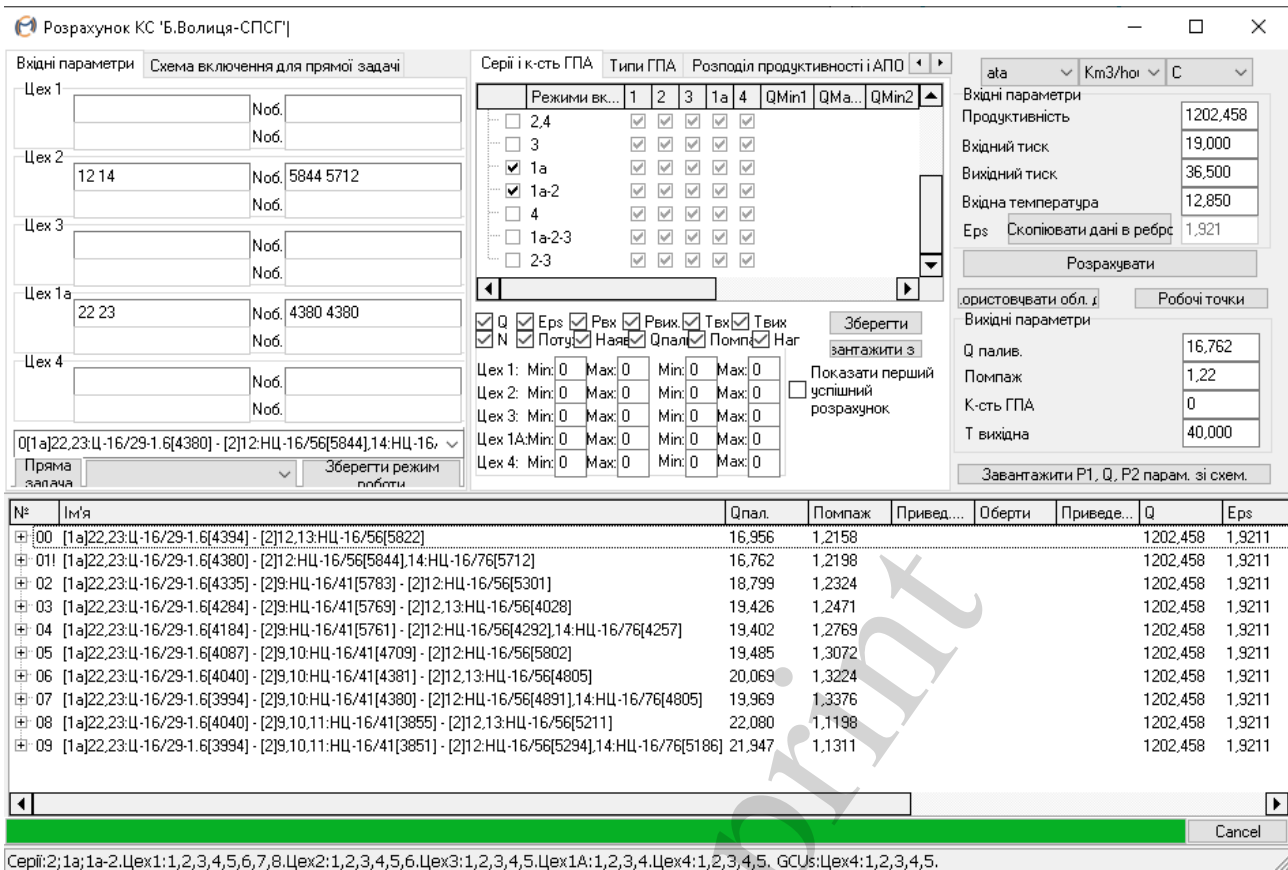 Розрахунок КС 'Б.Волиця-СПСГ'|
Вхідні параметри Схема включення для прямої задачі
Цех 1
Nоб.
Nоб.
Цех 2
12 14 Nоб. 5844 5712
Nоб.
Цех 3
Nоб.
Nоб.
Цех 1а
22 23 Nоб. 4380 4380
Nоб.
Цех 4
Nоб.
Nоб.
0[1а]22,23:Ц-16/29-1.6[4380] - [2]12:НЦ-16/56[5844],14:НЦ-16,
Пряма задача Зберегти режим роботи
Серії і к-сть ГПА Типи ГПА Розподіл продуктивності і АПО
Режими вк... 1 2 3 1а 4 QMin1 QMa... QMin2
2,4
3
1а
1а-2
4
1а-2-3
2-3
Q Eps Рвх Рвих. Твх Твих
N Поту Наяв Qпал Помпа Наг
Зберегти
зантажити з
Цех 1: Min: 0 Max: 0 Min: 0 Max: 0
Цех 2: Min: 0 Max: 0 Min: 0 Max: 0
Цех 3: Min: 0 Max: 0 Min: 0 Max: 0
Цех 1А: Min: 0 Max: 0 Min: 0 Max: 0
Цех 4: Min: 0 Max: 0 Min: 0 Max: 0
Показати перший
успішний
розрахунок
ata Km3/hou C
Вхідні параметри
Продуктивність 1202,458
Вхідний тиск 19,000
Вихідний тиск 36,500
Вхідна температура 12,850
Eps Скопіювати дані в ребро 1,921
Розрахувати
.ористовувати обл. д Робочі точки
Вихідні параметри
Q палив. 16,762
Помпаж 1,22
К-сть ГПА 0
Т вихідна 40,000
Завантажити P1, Q, P2 парам. зі схем.
№ Ім'я Qпал. Помпаж Привед.... Оберти Приведе... Q Eps
00 [1а]22,23:Ц-16/29-1.6[4394] - [2]12,13:НЦ-16/56[5822] 16,956 1,2158 1202,458 1,9211
01! [1а]22,23:Ц-16/29-1.6[4380] - [2]12:НЦ-16/56[5844],14:НЦ-16/76[5712] 16,762 1,2198 1202,458 1,9211
02 [1а]22,23:Ц-16/29-1.6[4335] - [2]9:НЦ-16/41[5783] - [2]12:НЦ-16/56[5301] 18,799 1,2324 1202,458 1,9211
03 [1а]22,23:Ц-16/29-1.6[4284] - [2]9:НЦ-16/41[5769] - [2]12,13:НЦ-16/56[4028] 19,426 1,2471 1202,458 1,9211
04 [1а]22,23:Ц-16/29-1.6[4184] - [2]9:НЦ-16/41[5761] - [2]12:НЦ-16/56[4292],14:НЦ-16/76[4257] 19,402 1,2769 1202,458 1,9211
05 [1а]22,23:Ц-16/29-1.6[4087] - [2]9,10:НЦ-16/41[4709] - [2]12:НЦ-16/56[5802] 19,485 1,3072 1202,458 1,9211
06 [1а]22,23:Ц-16/29-1.6[4040] - [2]9,10:НЦ-16/41[4381] - [2]12,13:НЦ-16/56[4805] 20,069 1,3224 1202,458 1,9211
07 [1а]22,23:Ц-16/29-1.6[3994] - [2]9,10:НЦ-16/41[4380] - [2]12:НЦ-16/56[4891],14:НЦ-16/76[4805] 19,969 1,3376 1202,458 1,9211
08 [1а]22,23:Ц-16/29-1.6[4040] - [2]9,10,11:НЦ-16/41[3855] - [2]12,13:НЦ-16/56[5211] 22,080 1,1198 1202,458 1,9211
09 [1а]22,23:Ц-16/29-1.6[3994] - [2]9,10,11:НЦ-16/41[3851] - [2]12:НЦ-16/56[5294],14:НЦ-16/76[5186] 21,947 1,1311 1202,458 1,9211
Cancel
Серії:2;1а;1а-2.Цех1:1,2,3,4,5,6,7,8.Цех2:1,2,3,4,5,6.Цех3:1,2,3,4,5.Цех1А:1,2,3,4.Цех4:1,2,3,4,5. GCUs:Цех4:1,2,3,4,5.
print